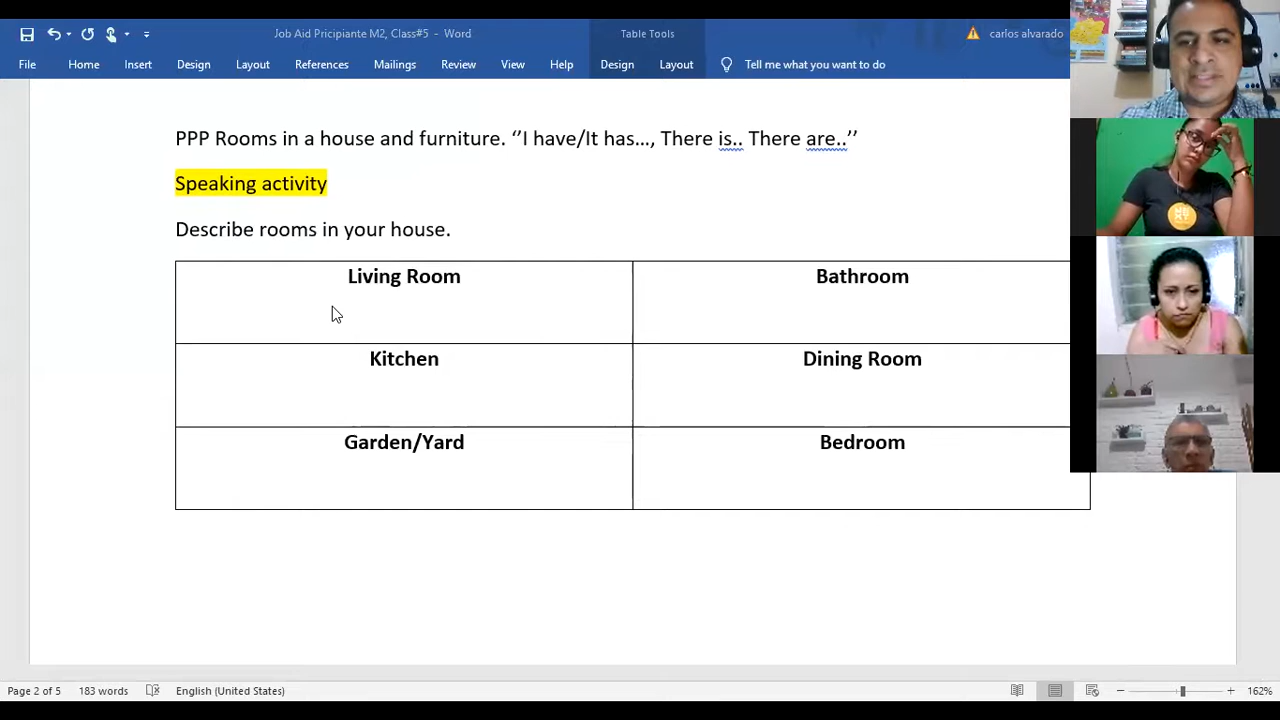 Job Aid Pricipiante M2, Class#5 - Word
Table Tools
carlos alvarado
File Home Insert Design Layout References Mailings Review View Help Design Layout Tell me what you want to do
PPP Rooms in a house and furniture. ‘’I have/It has…, There is.. There are..’’
Speaking activity
Describe rooms in your house.
Living Room Bathroom
Kitchen Dining Room
Garden/Yard Bedroom
Page 2 of 5 183 words English (United States) 162%